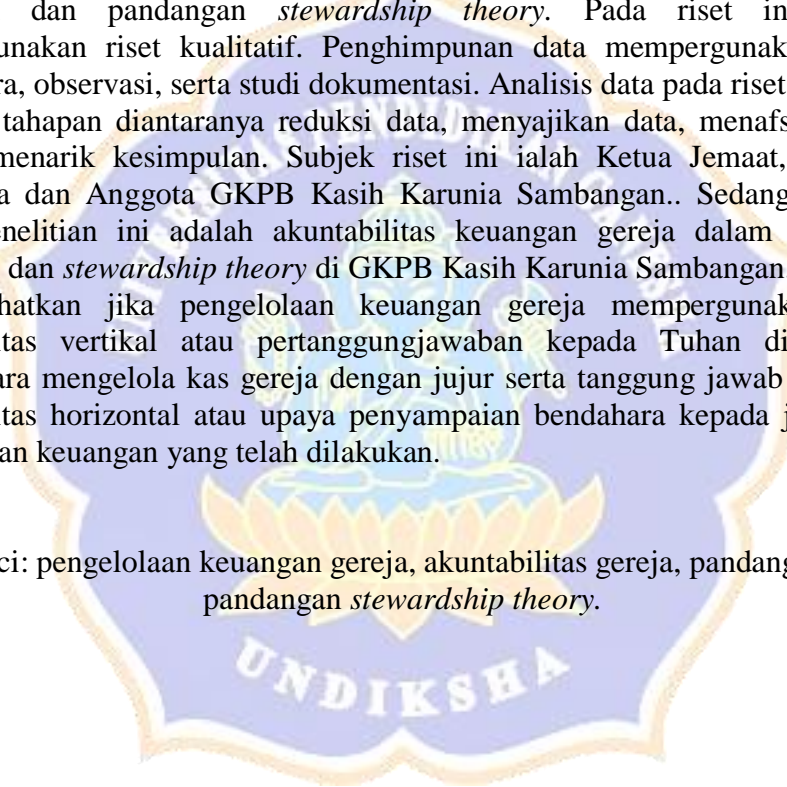 dan pandangan stewardship theory. Pada riset in
unakan riset kualitatif. Penghimpunan data mempergunak
ra, observasi, serta studi dokumentasi. Analisis data pada riset
tahapan diantaranya reduksi data, menyajikan data, menafs
menarik kesimpulan. Subjek riset ini ialah Ketua Jemaat,
a dan Anggota GKPB Kasih Karunia Sambangan.. Sedang
enelitian ini adalah akuntabilitas keuangan gereja dalam
dan stewardship theory di GKPB Kasih Karunia Sambangan
hatkan jika pengelolaan keuangan gereja mempergunak
itas vertikal atau pertanggungjawaban kepada Tuhan di
ara mengelola kas gereja dengan jujur serta tanggung jawab
itas horizontal atau upaya penyampaian bendahara kepada j
an keuangan yang telah dilakukan.
ci: pengelolaan keuangan gereja, akuntabilitas gereja, pandang
pandangan stewardship theory.
UNDIKSHA